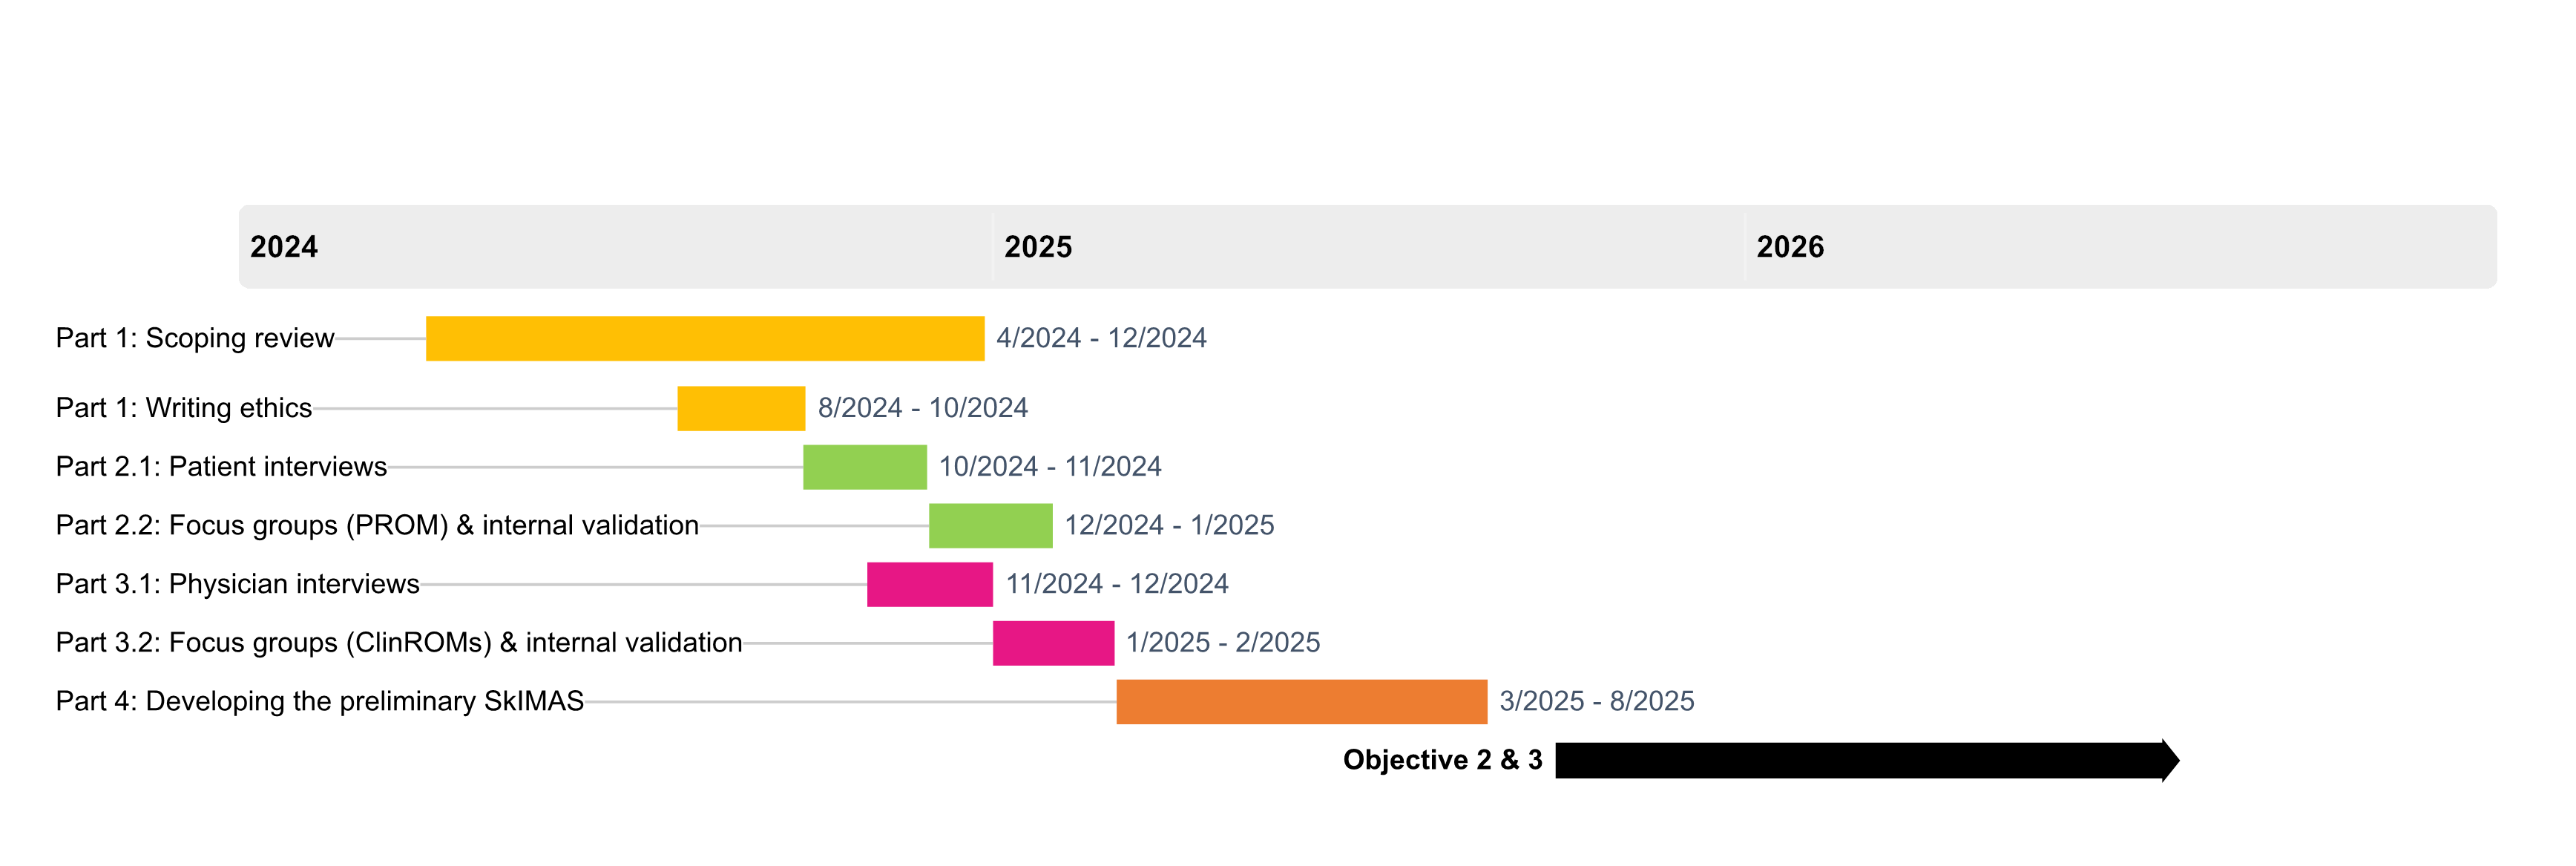 2024 2025 2026
Part 1: Scoping review 4/2024 - 12/2024
Part 1: Writing ethics 8/2024 - 10/2024
Part 2.1: Patient interviews 10/2024 - 11/2024
Part 2.2: Focus groups (PROM) & internal validation 12/2024 - 1/2025
Part 3.1: Physician interviews 11/2024 - 12/2024
Part 3.2: Focus groups (ClinROMs) & internal validation 1/2025 - 2/2025
Part 4: Developing the preliminary SkIMAS 3/2025 - 8/2025
Objective 2 & 3